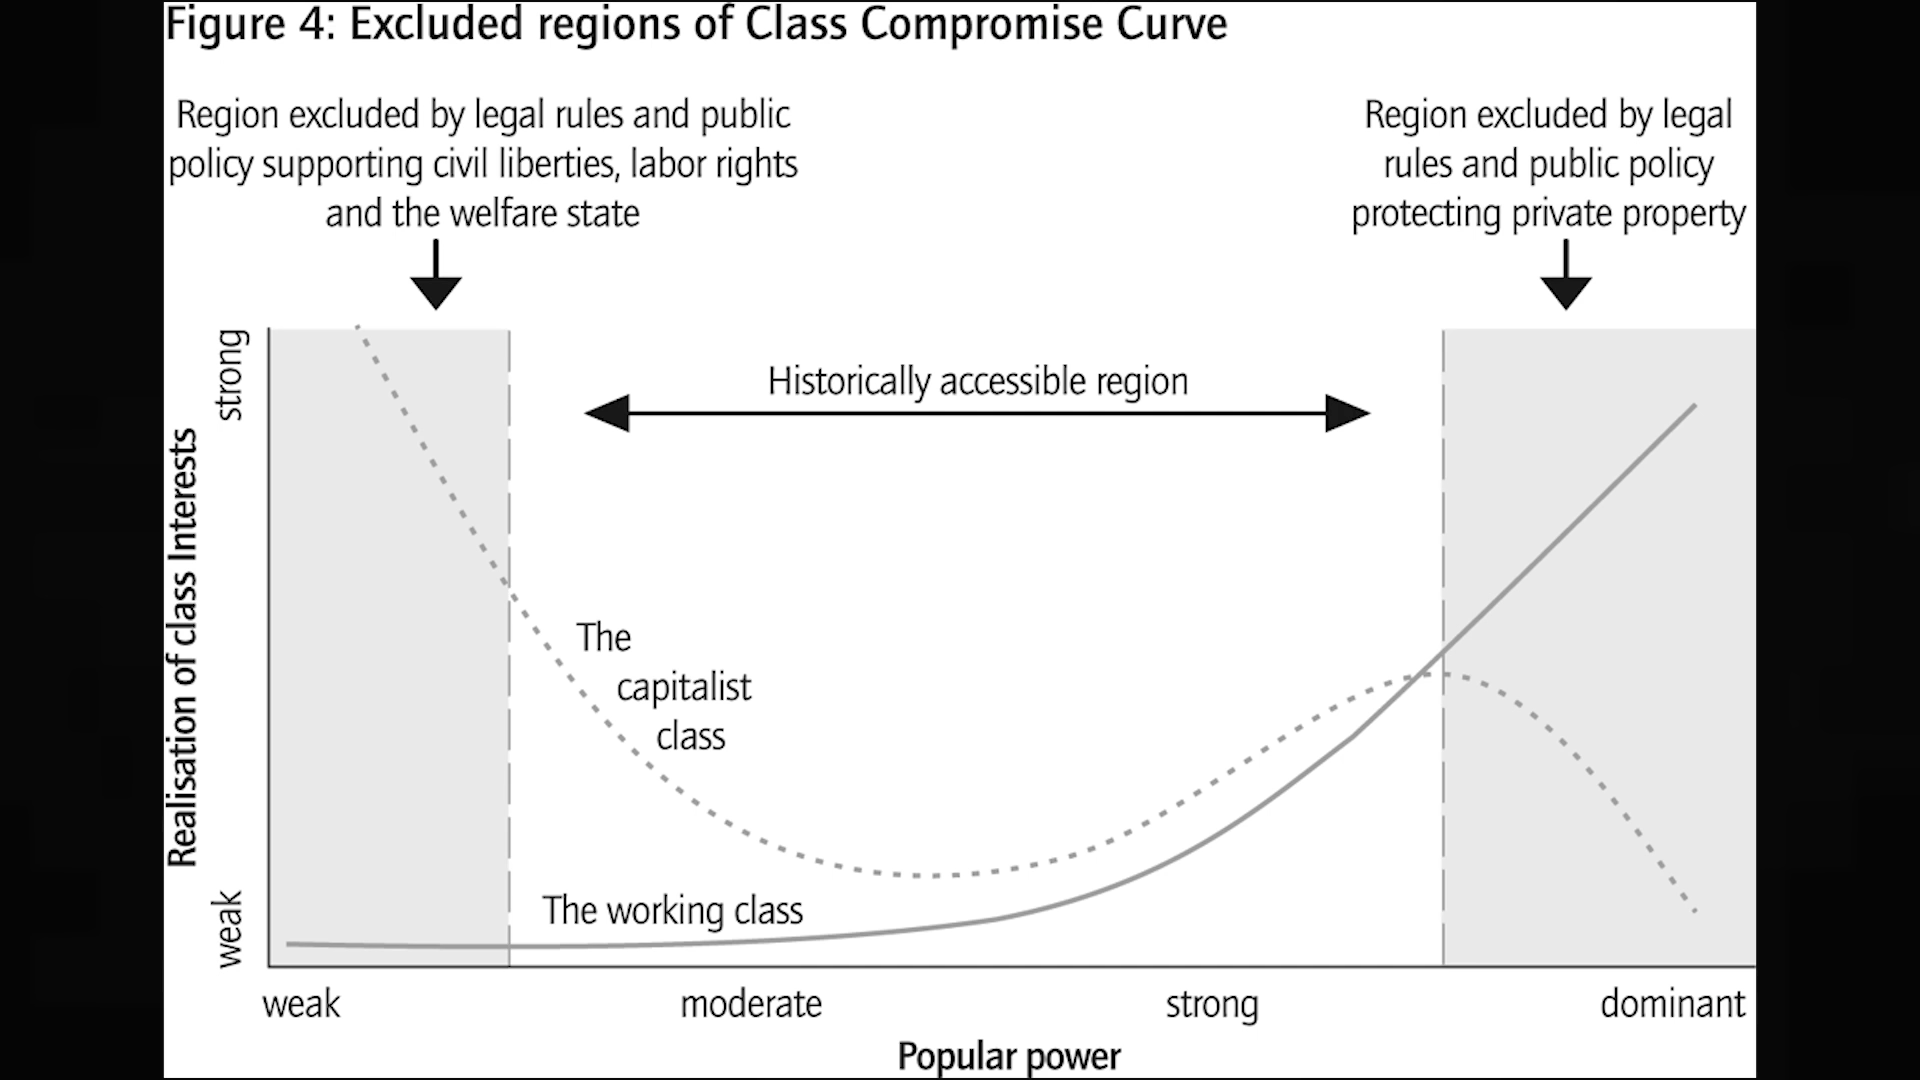 Figure 4: Excluded regions of Class Compromise Curve
Region excluded by legal rules and public
policy supporting civil liberties, labor rights
and the welfare state
Region excluded by legal
rules and public policy
protecting private property
Realisation of class Interests
strong
weak
Historically accessible region
The
capitalist
class
The working class
weak
moderate
strong
dominant
Popular power